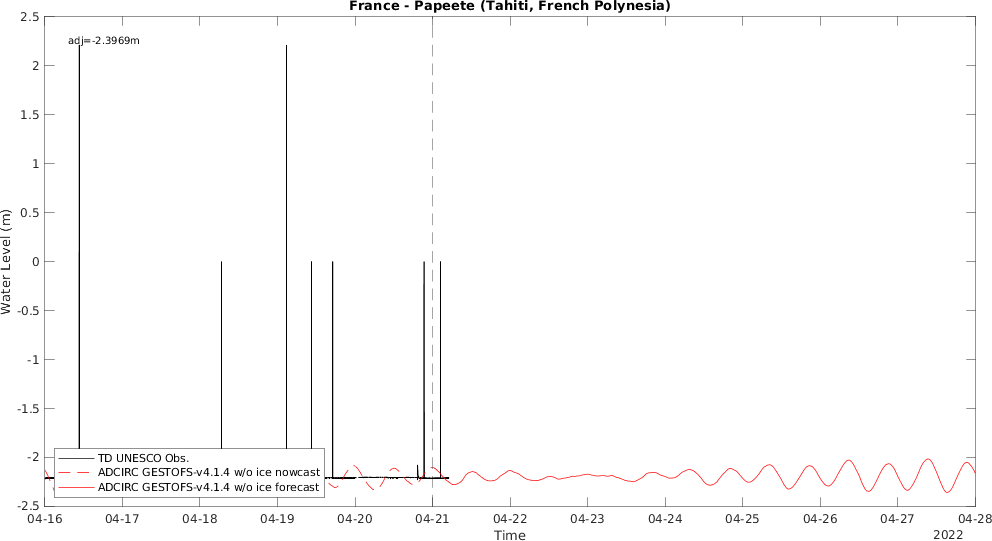 France - Papeete (Tahiti, French Polynesia)
adj=-2.3969m
Water Level (m)
2.5
2
1.5
1
0.5
0
-0.5
-1
-1.5
-2
-2.5
TD UNESCO Obs.
ADCIRC GESTOFS-v4.1.4 w/o ice nowcast
ADCIRC GESTOFS-v4.1.4 w/o ice forecast
04-16 04-17 04-18 04-19 04-20 04-21 04-22 04-23 04-24 04-25 04-26 04-27 04-28
Time
2022